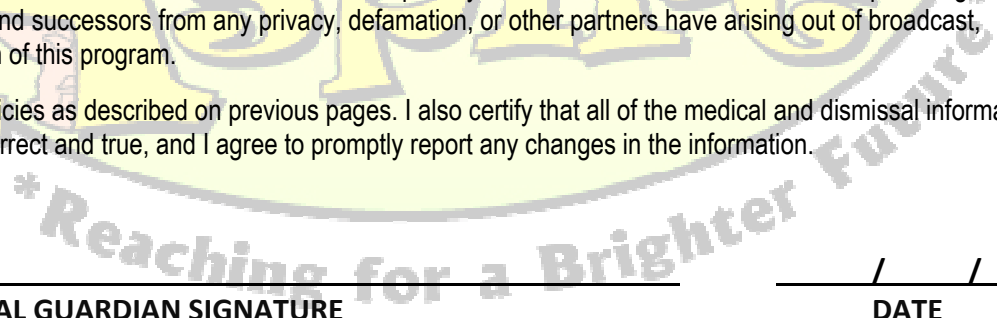 nd successors from any privacy, defamation, or other partners have arising out of broadcast,
of this program.
icies as described on previous pages. I also certify that all of the medical and dismissal informa
rrect and true, and I agree to promptly report any changes in the information.
*Reaching for a Brighter Future*
/ /
AL GUARDIAN SIGNATURE DATE